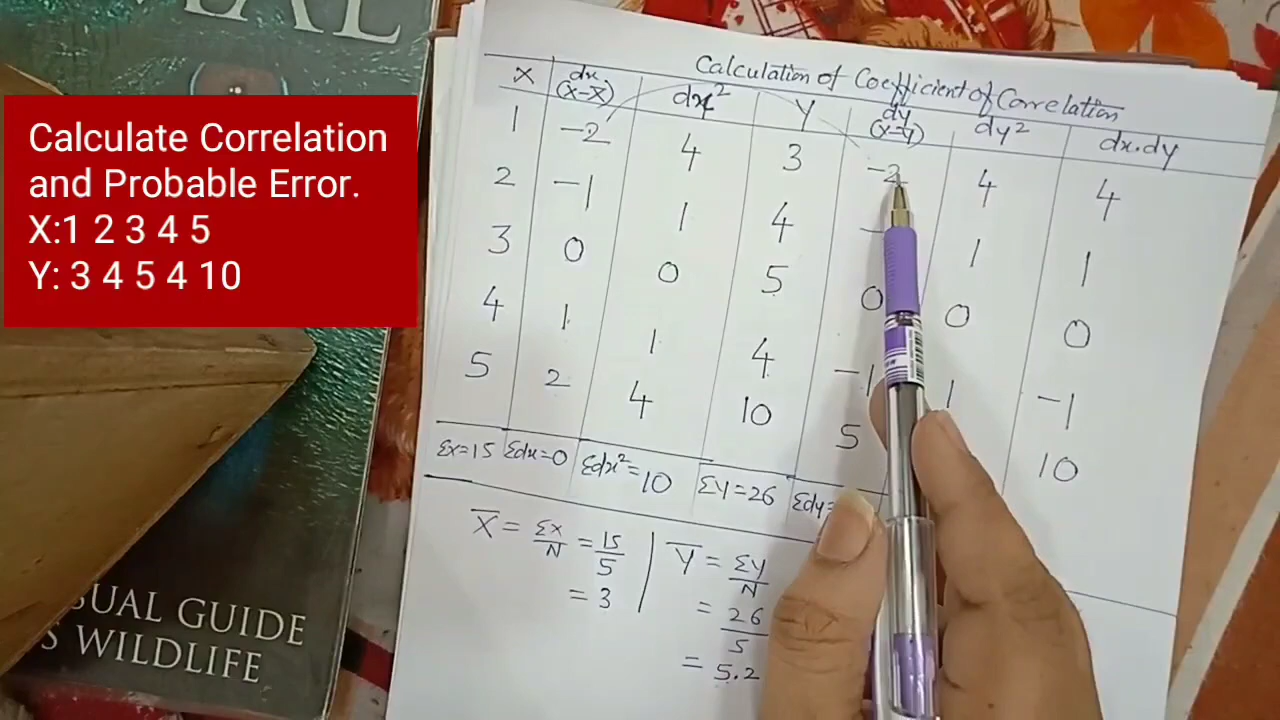 Calculate Correlation
and Probable Error.
X:1 2 3 4 5
Y: 3 4 5 4 10
Calculation of Coefficient of Correlation
X dx (X-X̅) dx² Y dy (x-y̅) dy² dx.dy
1 -2 4 3 -2 4 4
2 -1 1 4 - 1 1
3 0 0 5 0 0 0
4 1 1 4 -1 1 -1
5 2 4 10 5 10
Σx=15 Σdx=0 Σdx²=10 ΣY=26 Σdy=
X̅ = Σx/N = 15/5
= 3
Y̅ = ΣY/N
= 26/5
= 5.2
SUAL GUIDE
S WILDLIFE